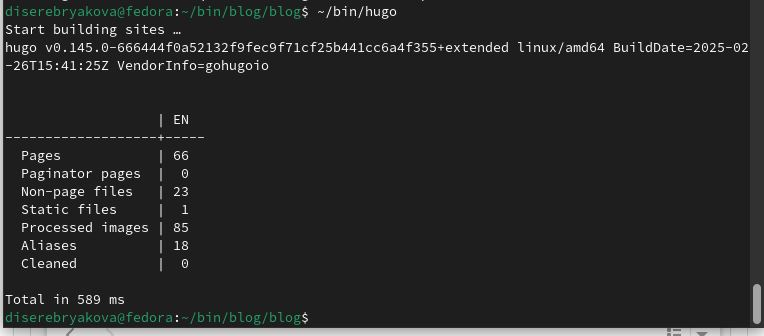 diserebryakova@fedora:~/bin/blog/blog$ ~/bin/hugo
Start building sites …
hugo v0.145.0-666444f0a52132f9fec9f71cf25b441cc6a4f355+extended linux/amd64 BuildDate=2025-02
-26T15:41:25Z VendorInfo=gohugoio
                   | EN
-------------------+-----
  Pages            | 66
  Paginator pages  |  0
  Non-page files   | 23
  Static files     |  1
  Processed images | 85
  Aliases          | 18
  Cleaned          |  0
Total in 589 ms
diserebryakova@fedora:~/bin/blog/blog$